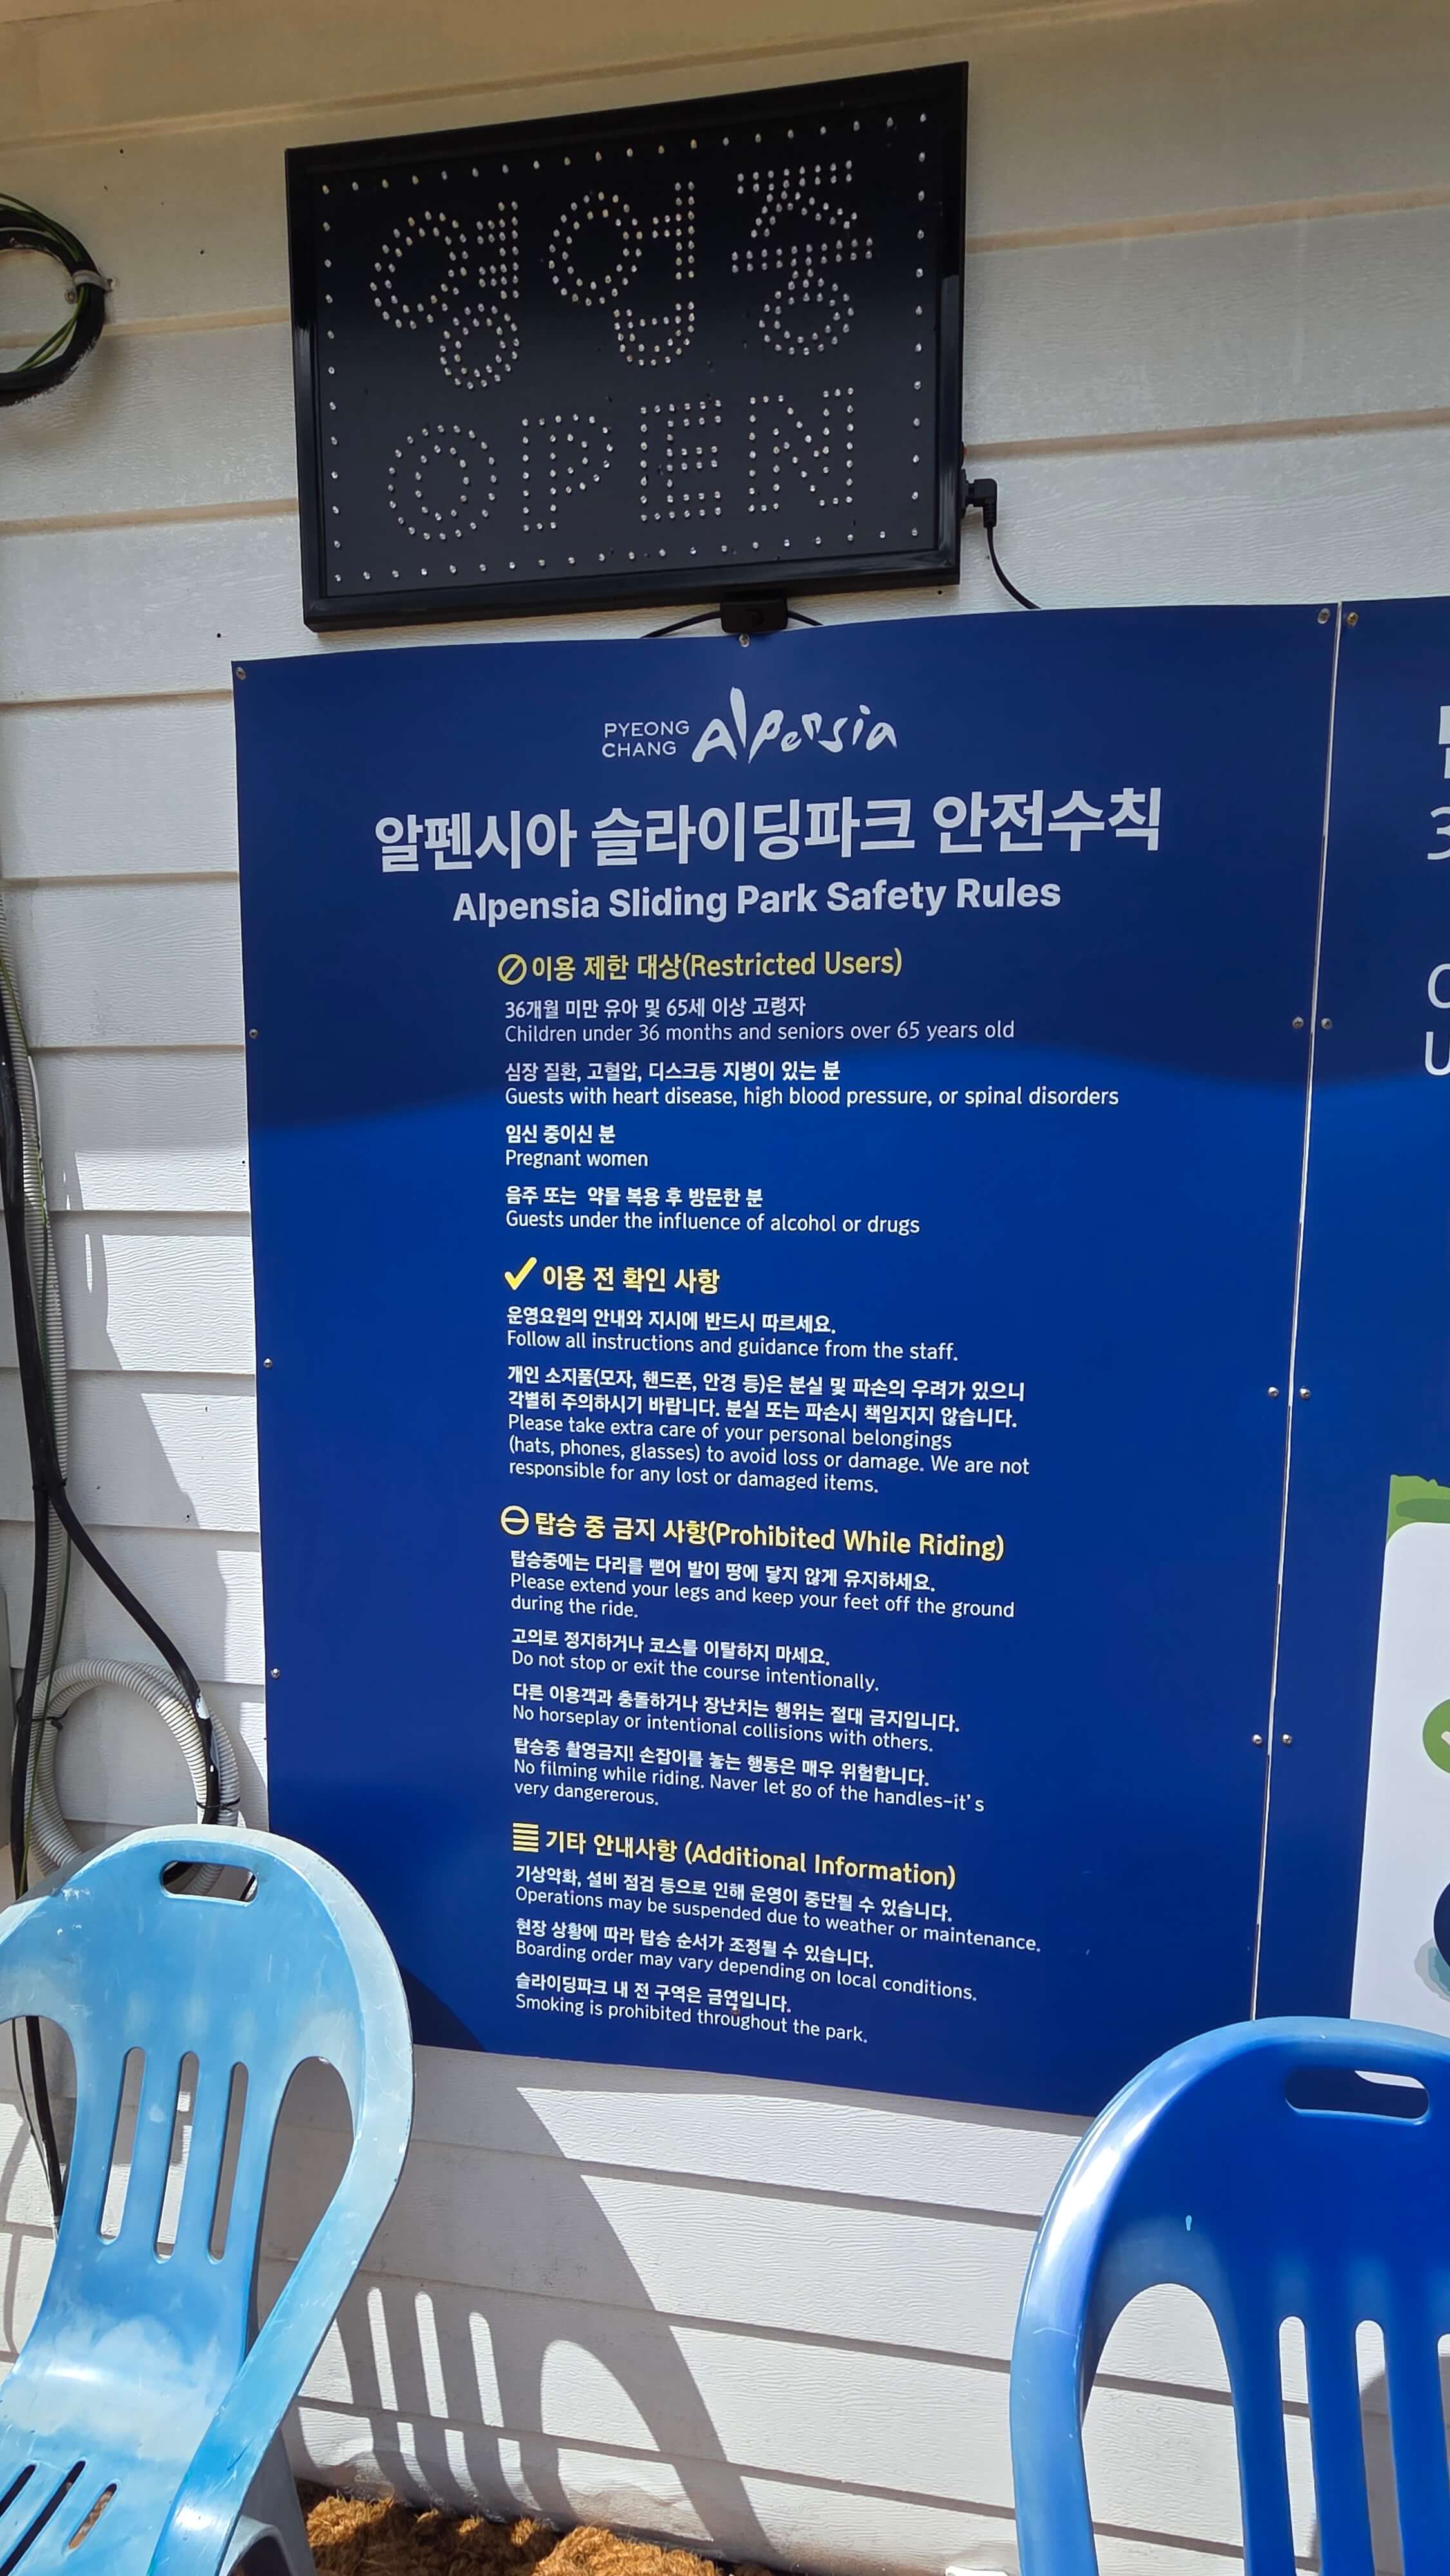 영업중
OPEN
PYEONG
CHANG
Alpensia
알펜시아 슬라이딩파크 안전수칙
Alpensia Sliding Park Safety Rules
이용 제한 대상(Restricted Users)
36개월 미만 유아 및 65세 이상 고령자
Children under 36 months and seniors over 65 years old
심장 질환, 고혈압, 디스크등 지병이 있는 분
Guests with heart disease, high blood pressure, or spinal disorders
임신 중이신 분
Pregnant women
음주 또는 약물 복용 후 방문한 분
Guests under the influence of alcohol or drugs
이용 전 확인 사항
운영요원의 안내와 지시에 반드시 따르세요.
Follow all instructions and guidance from the staff.
개인 소지품(모자, 핸드폰, 안경 등)은 분실 및 파손의 우려가 있으니
각별히 주의하시기 바랍니다. 분실 또는 파손시 책임지지 않습니다.
Please take extra care of your personal belongings
(hats, phones, glasses) to avoid loss or damage. We are not
responsible for any lost or damaged items.
탑승 중 금지 사항(Prohibited While Riding)
탑승중에는 다리를 뻗어 발이 땅에 닿지 않게 유지하세요.
Please extend your legs and keep your feet off the ground
during the ride.
고의로 정지하거나 코스를 이탈하지 마세요.
Do not stop or exit the course intentionally.
다른 이용객과 충돌하거나 장난치는 행위는 절대 금지입니다.
No horseplay or intentional collisions with others.
탑승중 촬영금지! 손잡이를 놓는 행동은 매우 위험합니다.
No filming while riding. Naver let go of the handles-it's
very dangererous.
기타 안내사항 (Additional Information)
기상악화, 설비 점검 등으로 인해 운영이 중단될 수 있습니다.
Operations may be suspended due to weather or maintenance.
현장 상황에 따라 탑승 순서가 조정될 수 있습니다.
Boarding order may vary depending on local conditions.
슬라이딩파크 내 전 구역은 금연입니다.
Smoking is prohibited throughout the park.